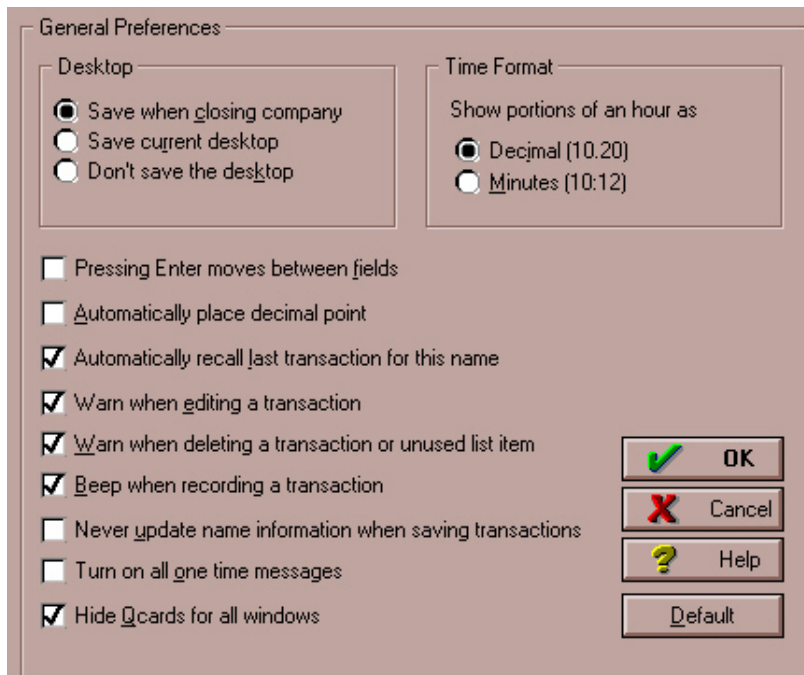 General Preferences
Desktop
Save when closing company
Save current desktop
Don't save the desktop
Time Format
Show portions of an hour as
Decimal (10.20)
Minutes (10:12)
Pressing Enter moves between fields
Automatically place decimal point
Automatically recall last transaction for this name
Warn when editing a transaction
Warn when deleting a transaction or unused list item
Beep when recording a transaction
Never update name information when saving transactions
Turn on all one time messages
Hide Qcards for all windows
OK
Cancel
Help
Default